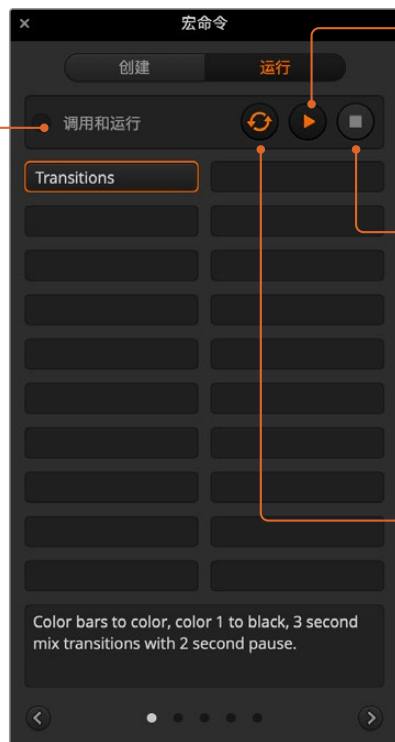 宏命令
创建
运行
调用和运行
Transitions
Color bars to color, color 1 to black, 3 second
mix transitions with 2 second pause.